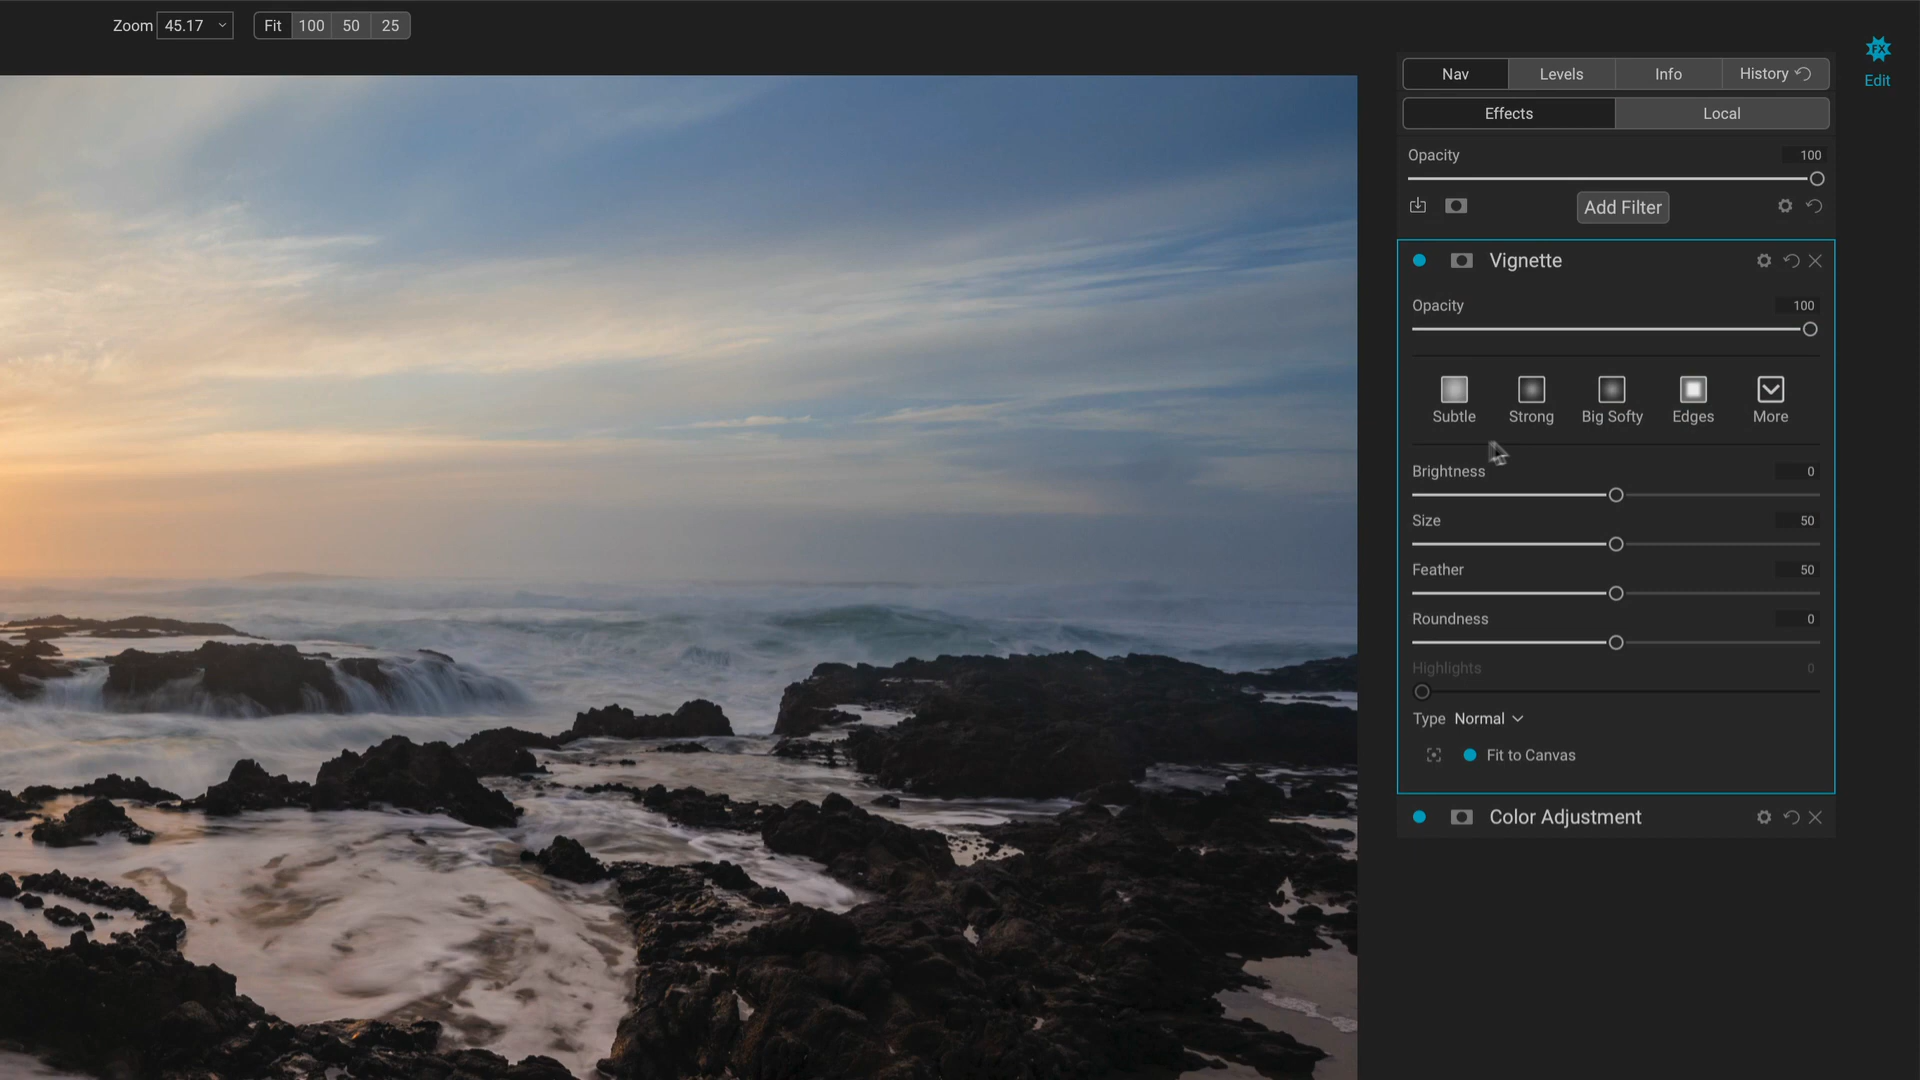 Zoom 45.17 Fit 100 50 25
FX
Edit
Nav Levels Info History
Effects Local
Opacity 100
Add Filter
Vignette
Opacity 100
Subtle Strong Big Softy Edges More
Brightness 0
Size 50
Feather 50
Roundness 0
Highlights 0
Type Normal
Fit to Canvas
Color Adjustment